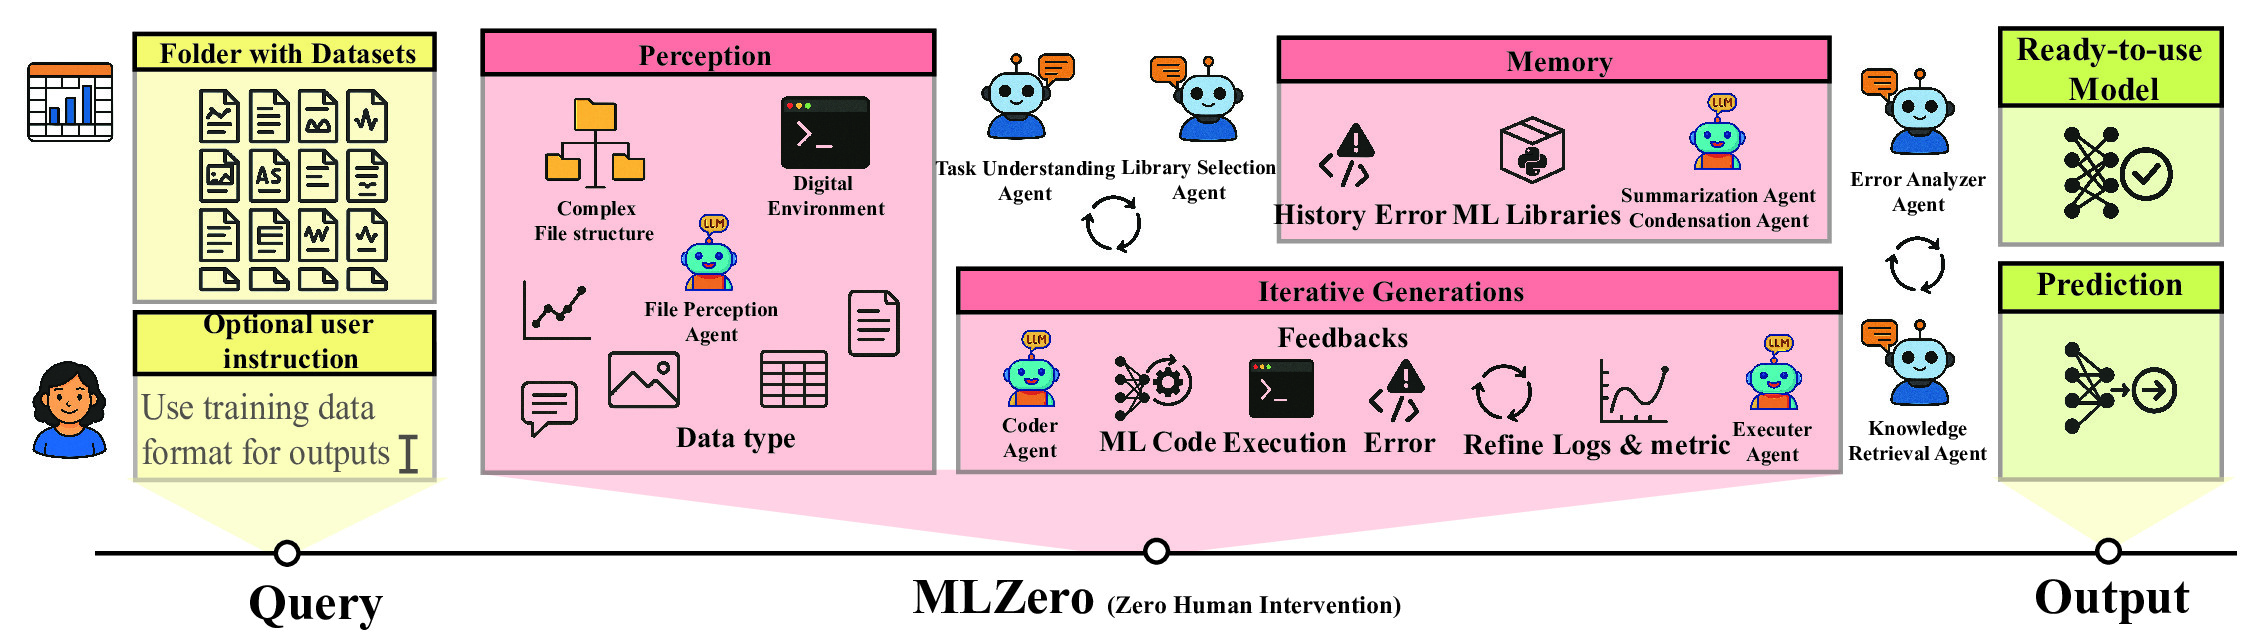 Folder with Datasets
AS
Optional user
instruction
Use training data
format for outputs
Perception
Complex
File structure
Digital
Environment
LLM
File Perception
Agent
Data type
Task Understanding
Agent
Library Selection
Agent
Memory
History Error
ML Libraries
LLM
Summarization Agent
Condensation Agent
Iterative Generations
Feedbacks
LLM
Coder
Agent
ML Code
Execution
Error
Refine
Logs & metric
LLM
Executer
Agent
Error Analyzer
Agent
Knowledge
Retrieval Agent
Ready-to-use
Model
Prediction
Query
MLZero (Zero Human Intervention)
Output